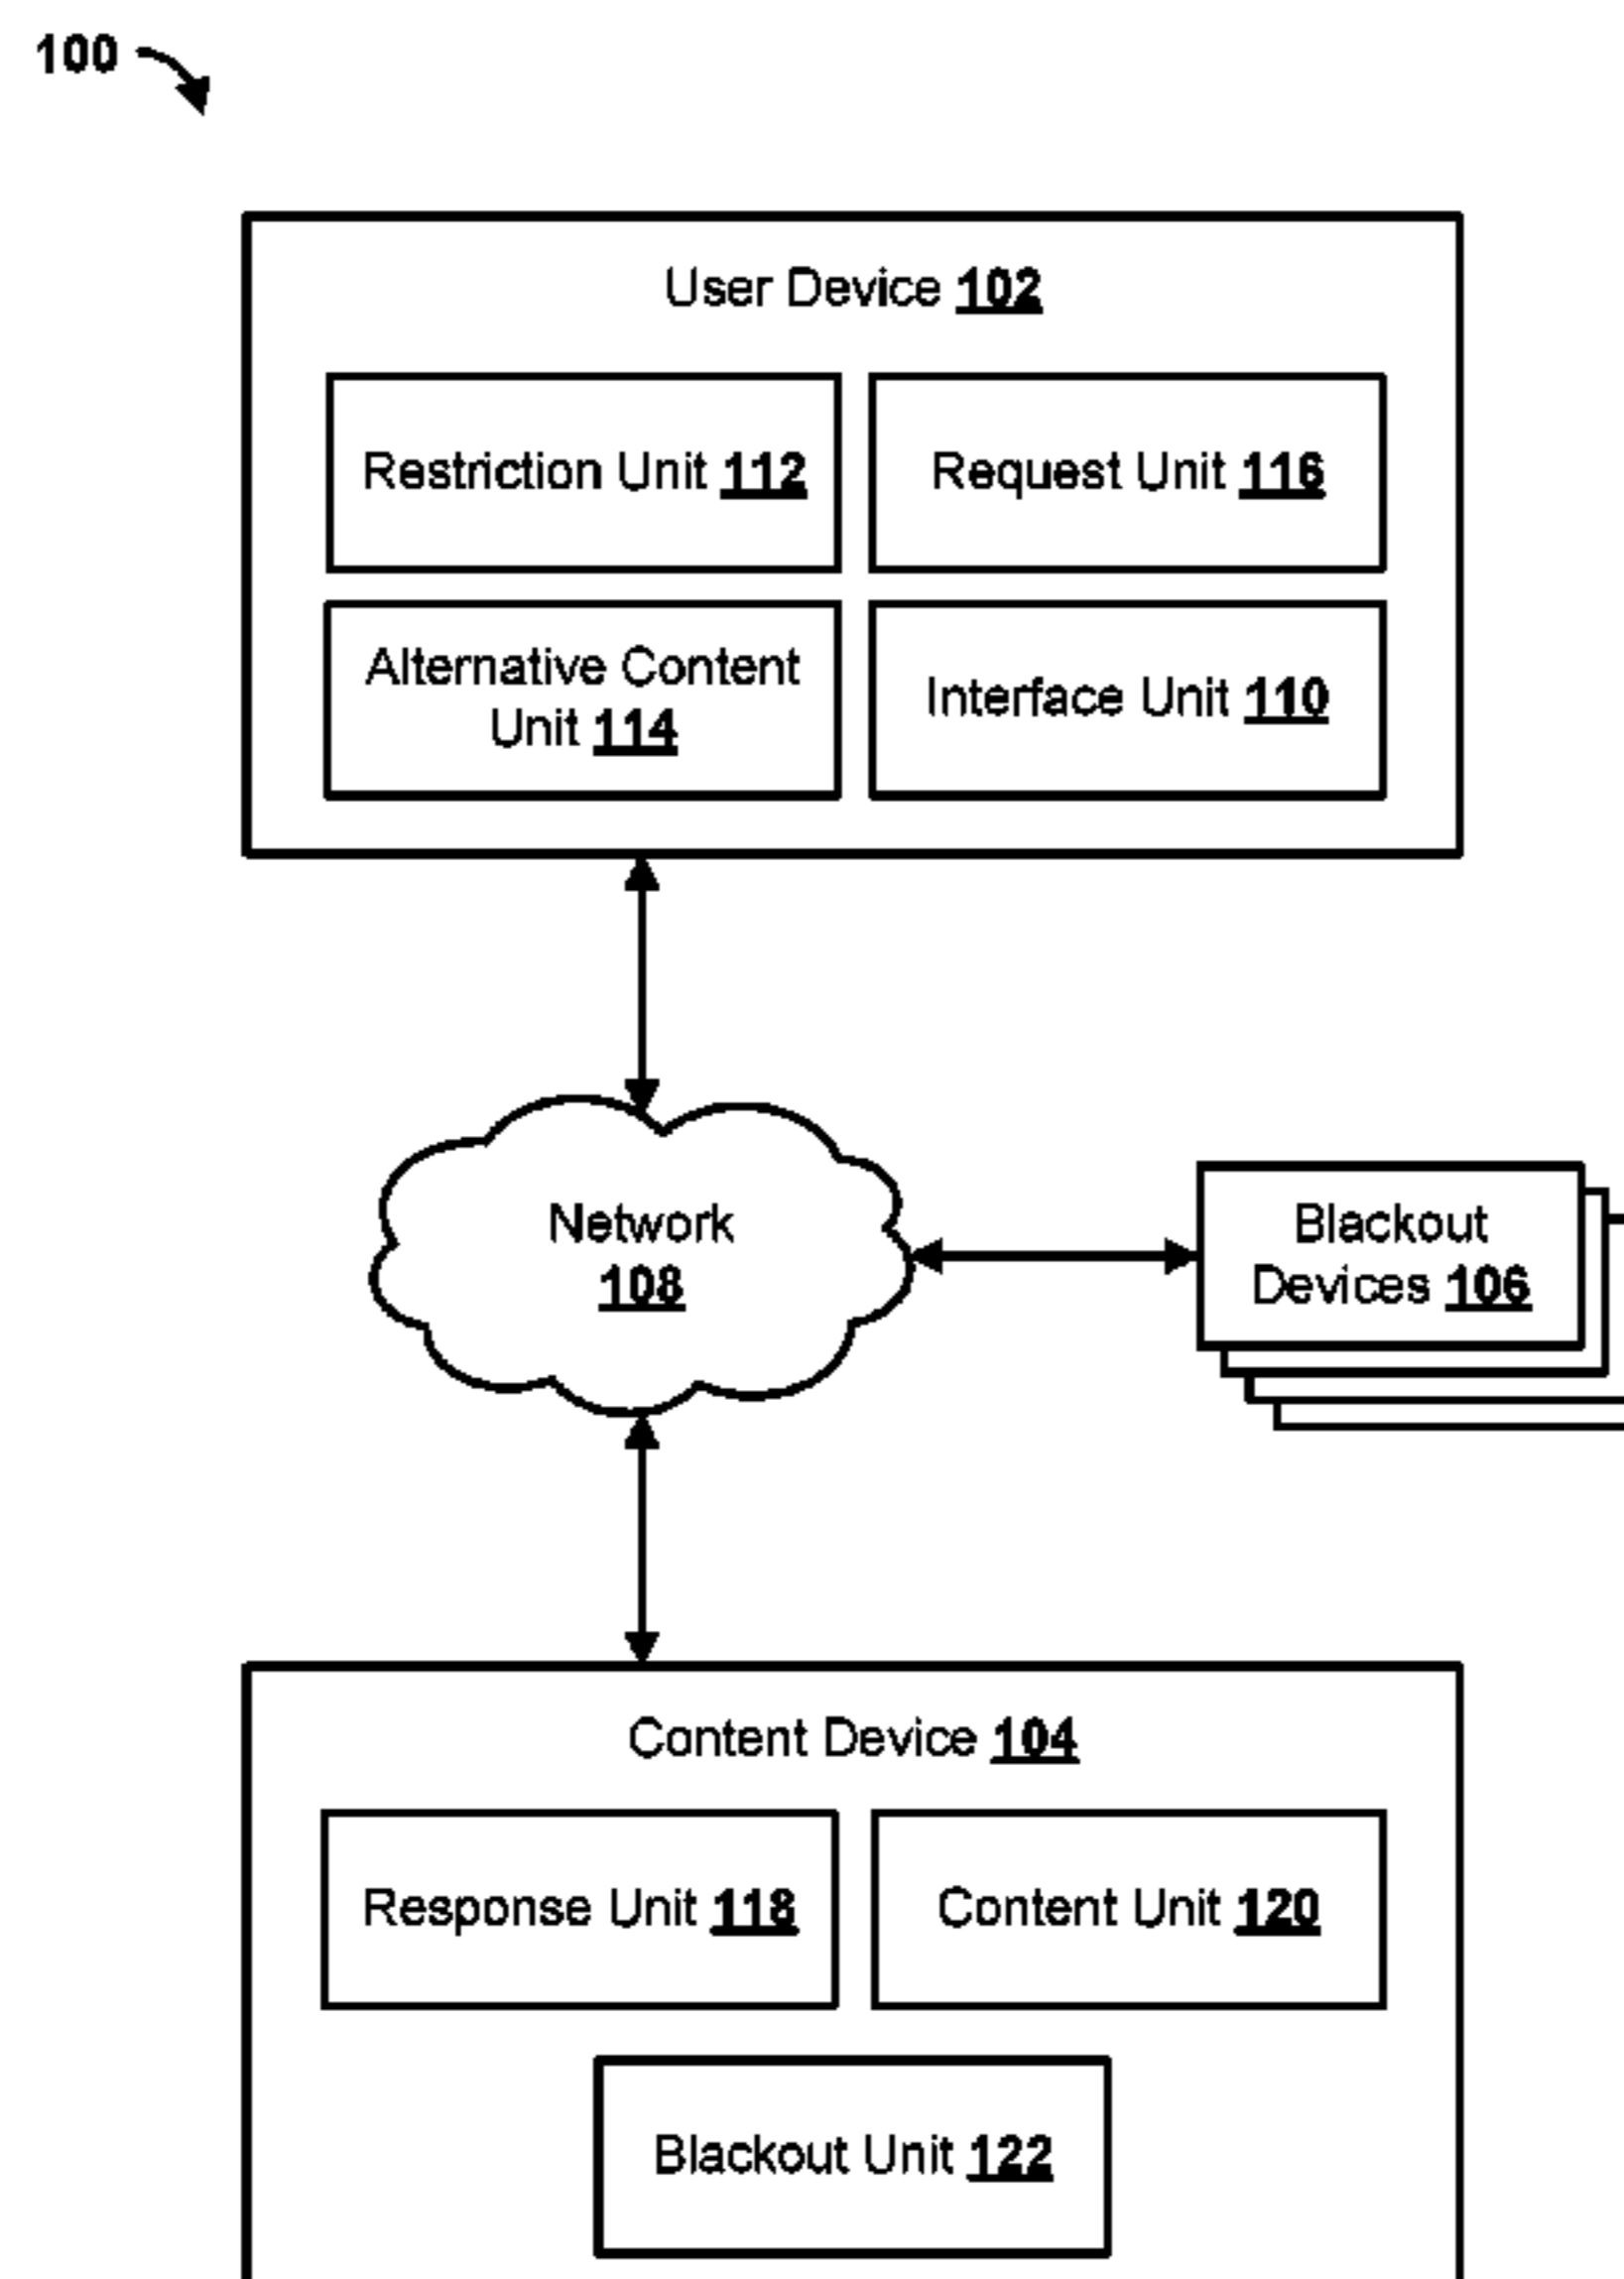 100
User Device 102
Restriction Unit 112
Request Unit 116
Alternative Content
Unit 114
Interface Unit 110
Network
108
Blackout
Devices 106
Content Device 104
Response Unit 118
Content Unit 120
Blackout Unit 122